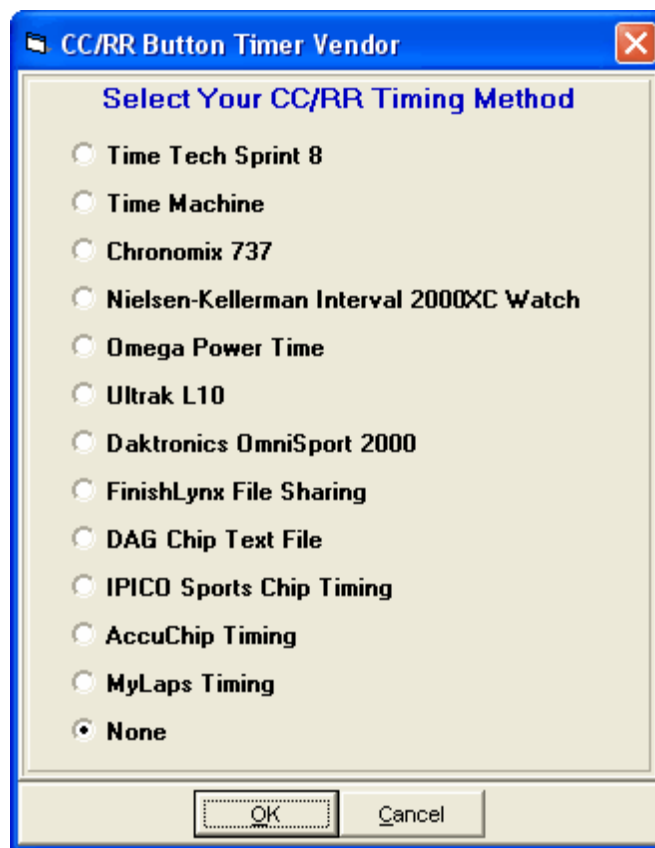 CC/RR Button Timer Vendor
Select Your CC/RR Timing Method
Time Tech Sprint 8
Time Machine
Chronomix 737
Nielsen-Kellerman Interval 2000XC Watch
Omega Power Time
Ultrak L10
Daktronics OmniSport 2000
FinishLynx File Sharing
DAG Chip Text File
IPICO Sports Chip Timing
AccuChip Timing
MyLaps Timing
None
OK Cancel